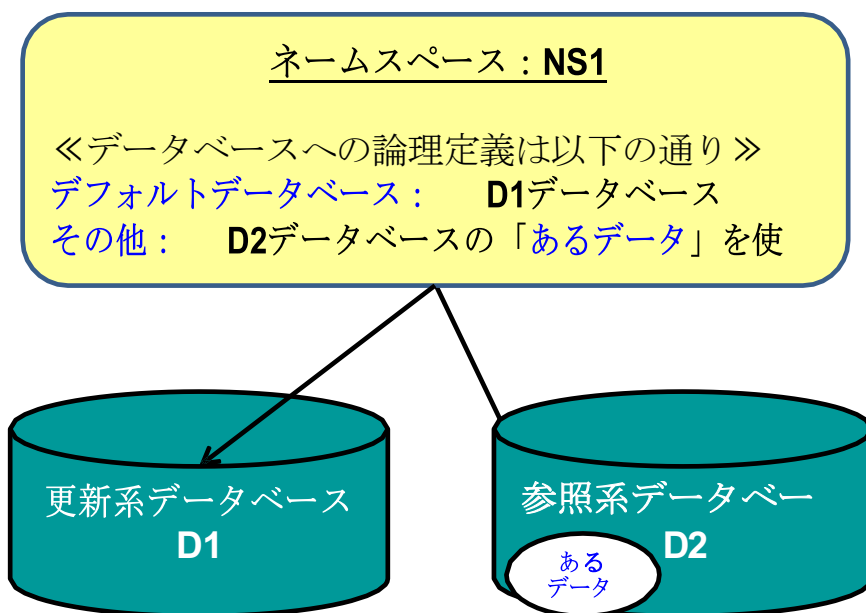 ネームスペース：NS1
≪データベースへの論理定義は以下の通り≫
デフォルトデータベース： D1データベース
その他： D2データベースの「あるデータ」を使
更新系データベース
D1
参照系データベー
D2
ある
データ